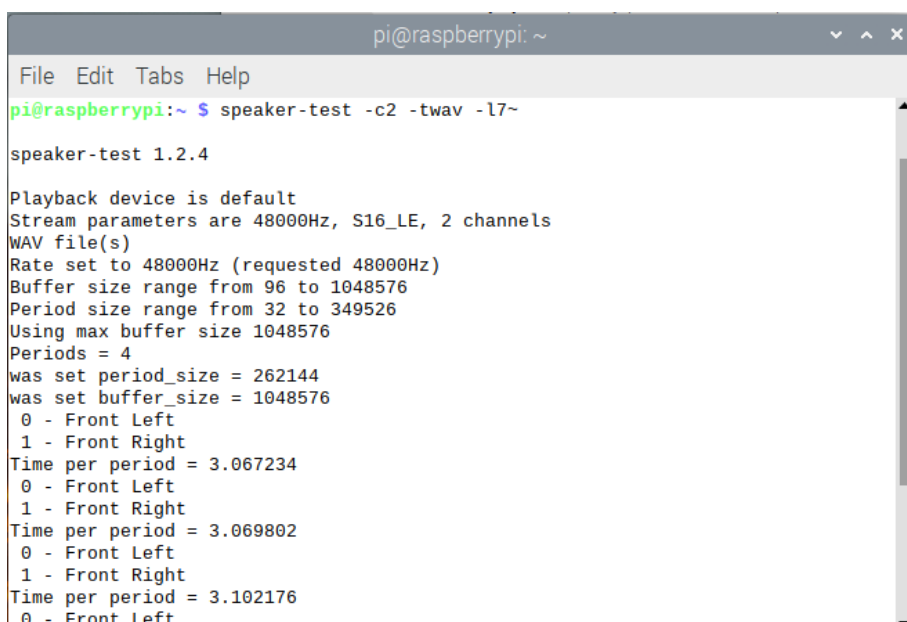 pi@raspberrypi: ~
File Edit Tabs Help
pi@raspberrypi:~ $ speaker-test -c2 -twav -l7~
speaker-test 1.2.4
Playback device is default
Stream parameters are 48000Hz, S16_LE, 2 channels
WAV file(s)
Rate set to 48000Hz (requested 48000Hz)
Buffer size range from 96 to 1048576
Period size range from 32 to 349526
Using max buffer size 1048576
Periods = 4
was set period_size = 262144
was set buffer_size = 1048576
0 - Front Left
1 - Front Right
Time per period = 3.067234
0 - Front Left
1 - Front Right
Time per period = 3.069802
0 - Front Left
1 - Front Right
Time per period = 3.102176
0 - Front Left